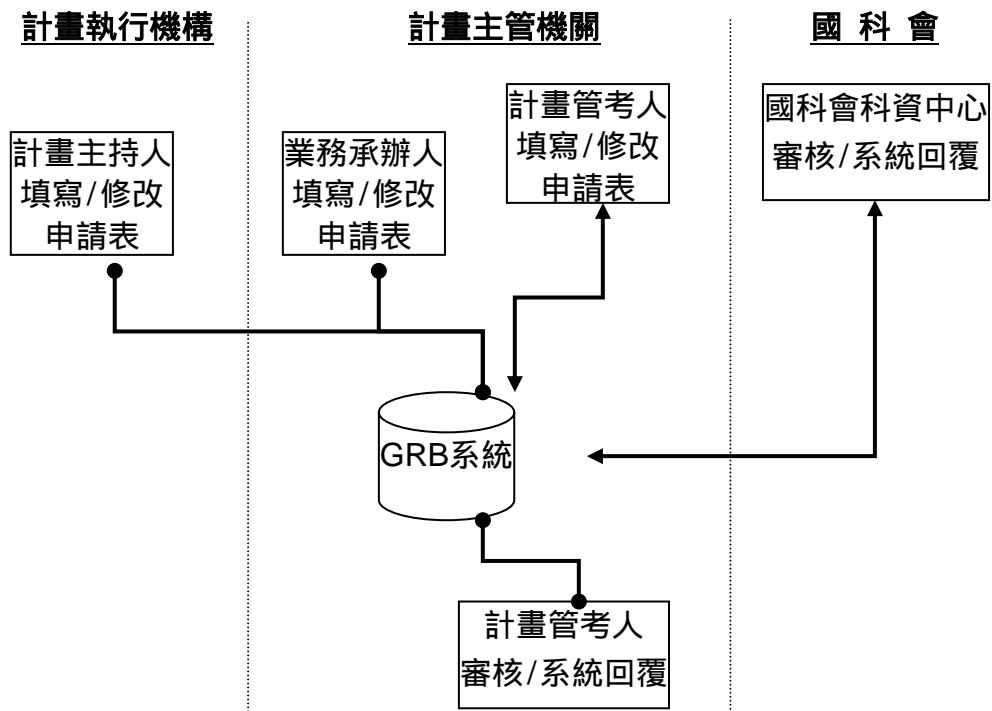 計畫執行機構
計畫主管機關
國 科 會
計畫主持人
填寫/修改
申請表
業務承辦人
填寫/修改
申請表
計畫管考人
填寫/修改
申請表
國科會科資中心
審核/系統回覆
GRB系統
計畫管考人
審核/系統回覆